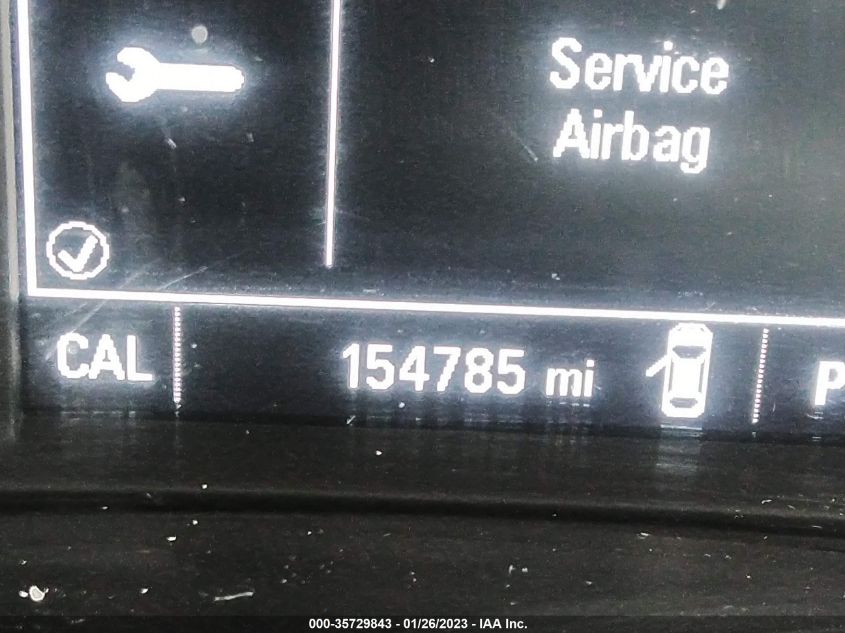 Service
Airbag
CAL
154785 mi
P
000-35729843 - 01/26/2023 - IAA Inc.